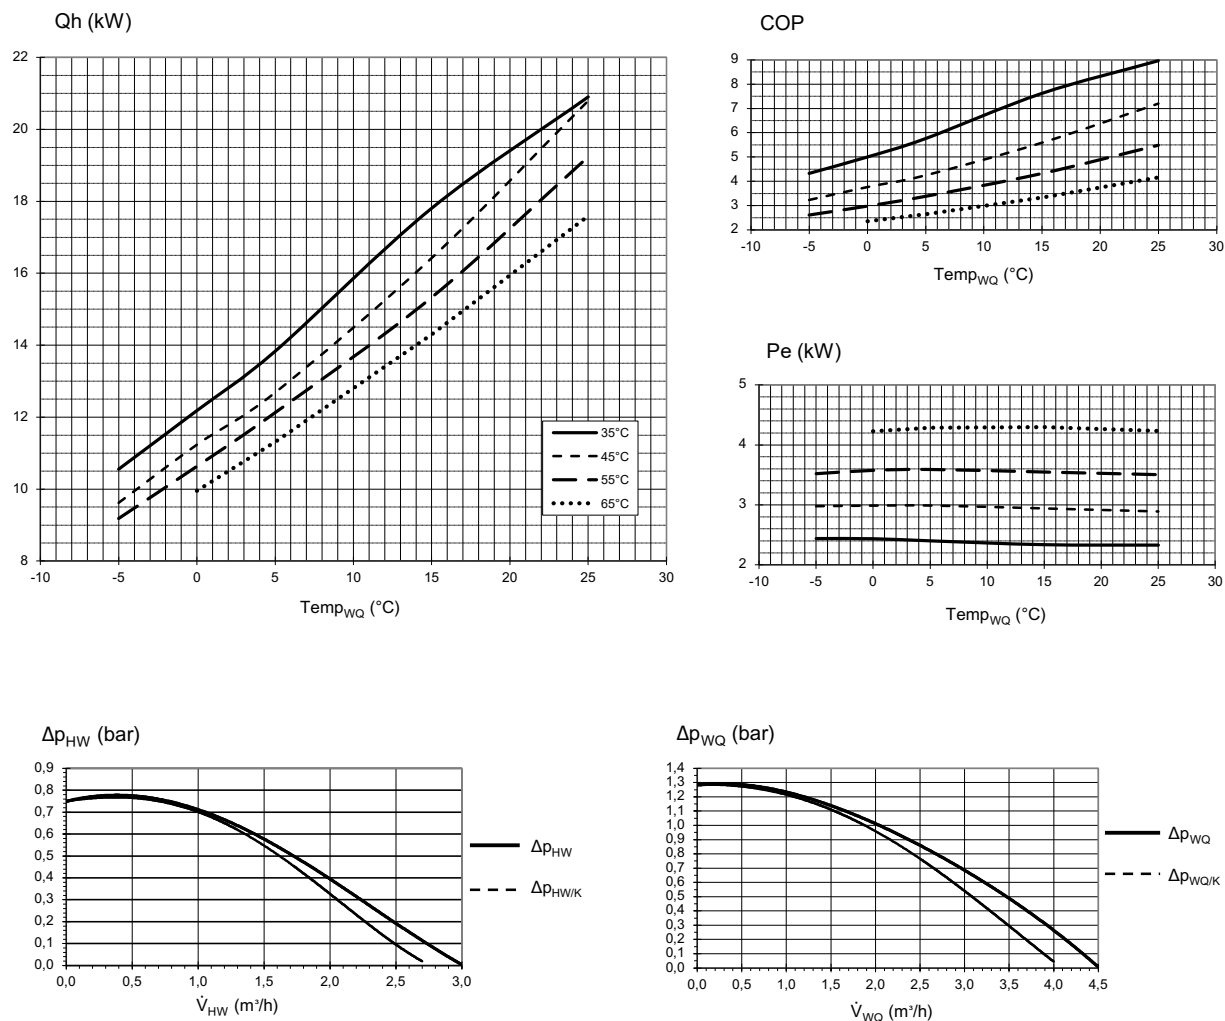 Qh (kW)
22
20
18
16
14
12
10
8
-10 -5 0 5 10 15 20 25 30
Temp_WQ (°C)
35°C
45°C
55°C
65°C
COP
9
8
7
6
5
4
3
2
-10 -5 0 5 10 15 20 25 30
Temp_WQ (°C)
Pe (kW)
5
4
3
2
-10 -5 0 5 10 15 20 25 30
Temp_WQ (°C)
Δp_HW (bar)
0,9
0,8
0,7
0,6
0,5
0,4
0,3
0,2
0,1
0,0
0,0 0,5 1,0 1,5 2,0 2,5 3,0
V̇_HW (m³/h)
Δp_HW
Δp_HW/K
Δp_WQ (bar)
1,4
1,3
1,2
1,1
1,0
0,9
0,8
0,7
0,6
0,5
0,4
0,3
0,2
0,1
0,0
0,0 0,5 1,0 1,5 2,0 2,5 3,0 3,5 4,0 4,5
V̇_WQ (m³/h)
Δp_WQ
Δp_WQ/K